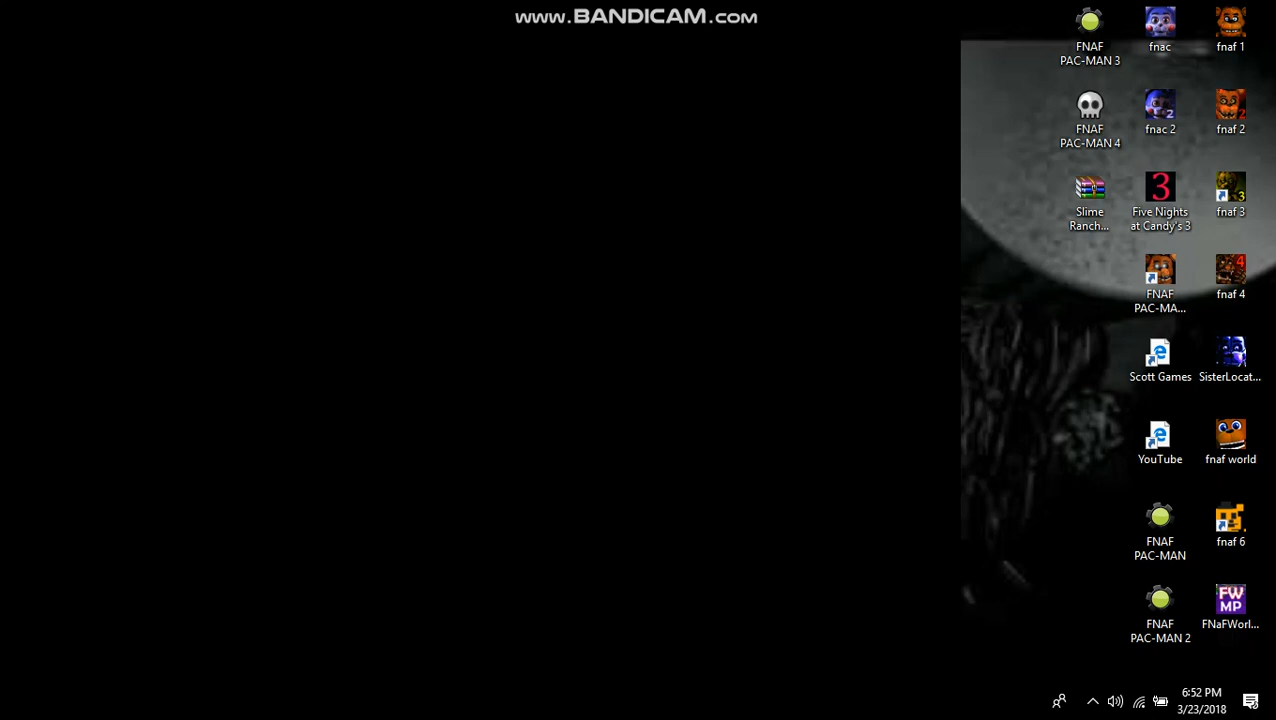 www.BANDICAM.com
FNAF
PAC-MAN 3
fnac
fnaf 1
FNAF
PAC-MAN 4
fnac 2
fnaf 2
Slime
Ranch...
Five Nights
at Candy's 3
fnaf 3
FNAF
PAC-MA...
fnaf 4
Scott Games
SisterLocat...
YouTube
fnaf world
FNAF
PAC-MAN
fnaf 6
FNAF
PAC-MAN 2
FW
MP
FNaFWorl...
6:52 PM
3/23/2018